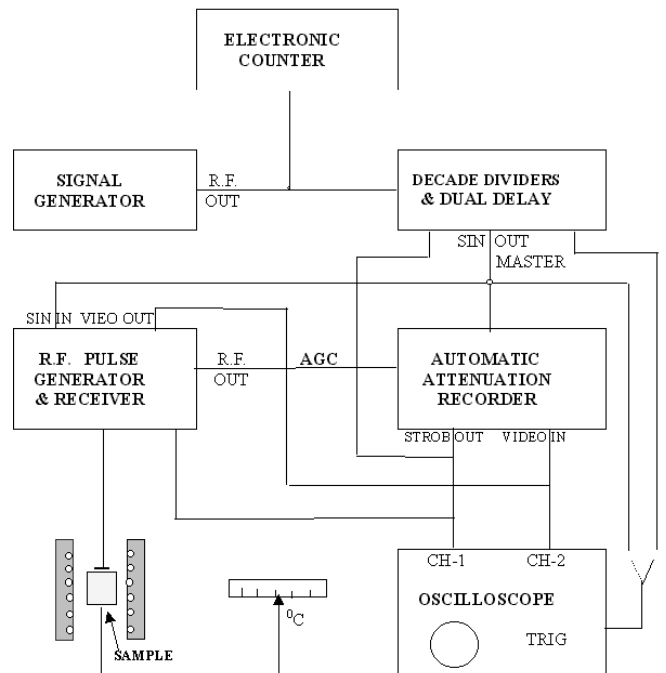 ELECTRONIC
COUNTER
SIGNAL
GENERATOR
R.F.
OUT
DECADE DIVIDERS
& DUAL DELAY
SIN OUT
MASTER
SIN IN VIEO OUT
R.F. PULSE
GENERATOR
& RECEIVER
R.F.
OUT
AGC
AUTOMATIC
ATTENUATION
RECORDER
STROB OUT VIDEO IN
CH-1 CH-2
OSCILLOSCOPE
TRIG
⁰C
SAMPLE